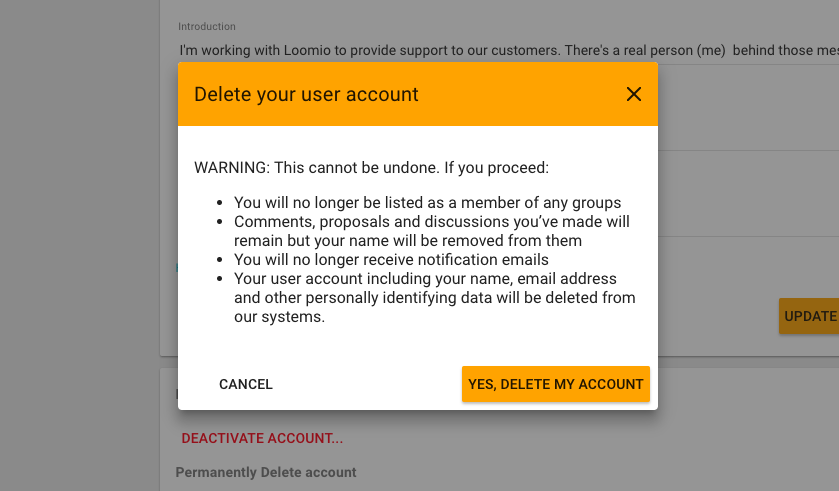 Introduction
I'm working with Loomio to provide support to our customers. There's a real person (me) behind those
Delete your user account
WARNING: This cannot be undone. If you proceed:
You will no longer be listed as a member of any groups
Comments, proposals and discussions you’ve made will
remain but your name will be removed from them
You will no longer receive notification emails
Your user account including your name, email address
and other personally identifying data will be deleted from
our systems.
UPDATE
CANCEL
YES, DELETE MY ACCOUNT
DEACTIVATE ACCOUNT...
Permanently Delete account